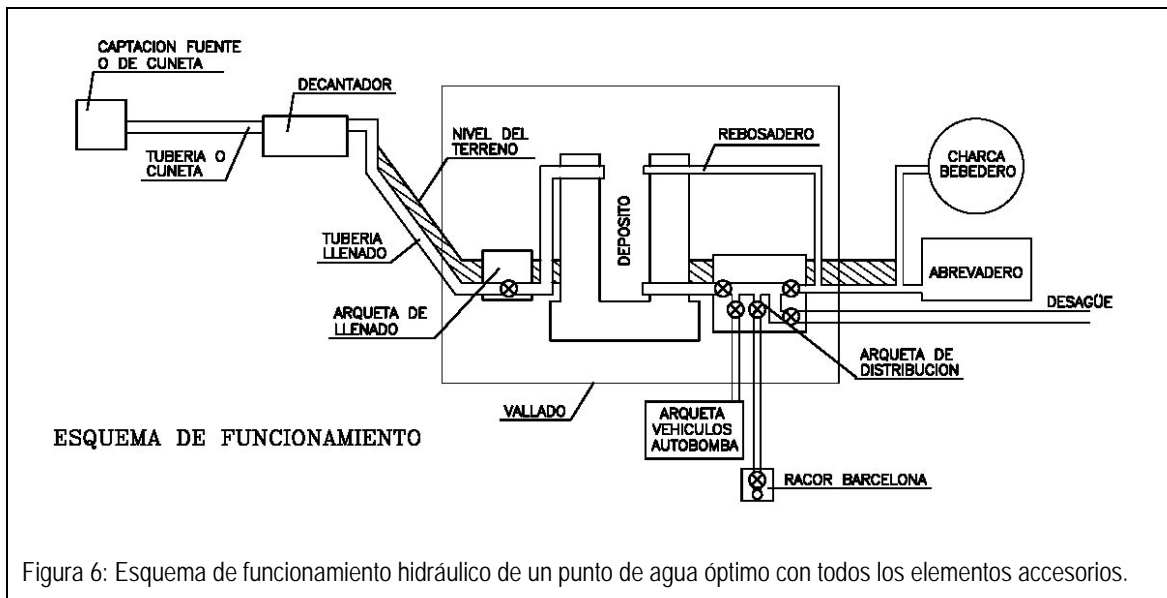 CAPTACION FUENTE
O DE CUNETA
DECANTADOR
TUBERIA O
CUNETA
NIVEL DEL
TERRENO
REBOSADERO
CHARCA
BEBEDERO
TUBERIA
LLENADO
DEPOSITO
ABREVADERO
ARQUETA DE
LLENADO
DESAGÜE
ARQUETA DE
DISTRIBUCION
VALLADO
ARQUETA
VEHICULOS
AUTOBOMBA
ESQUEMA DE FUNCIONAMIENTO
RACOR BARCELONA
Figura 6: Esquema de funcionamiento hidráulico de un punto de agua óptimo con todos los elementos accesorios.